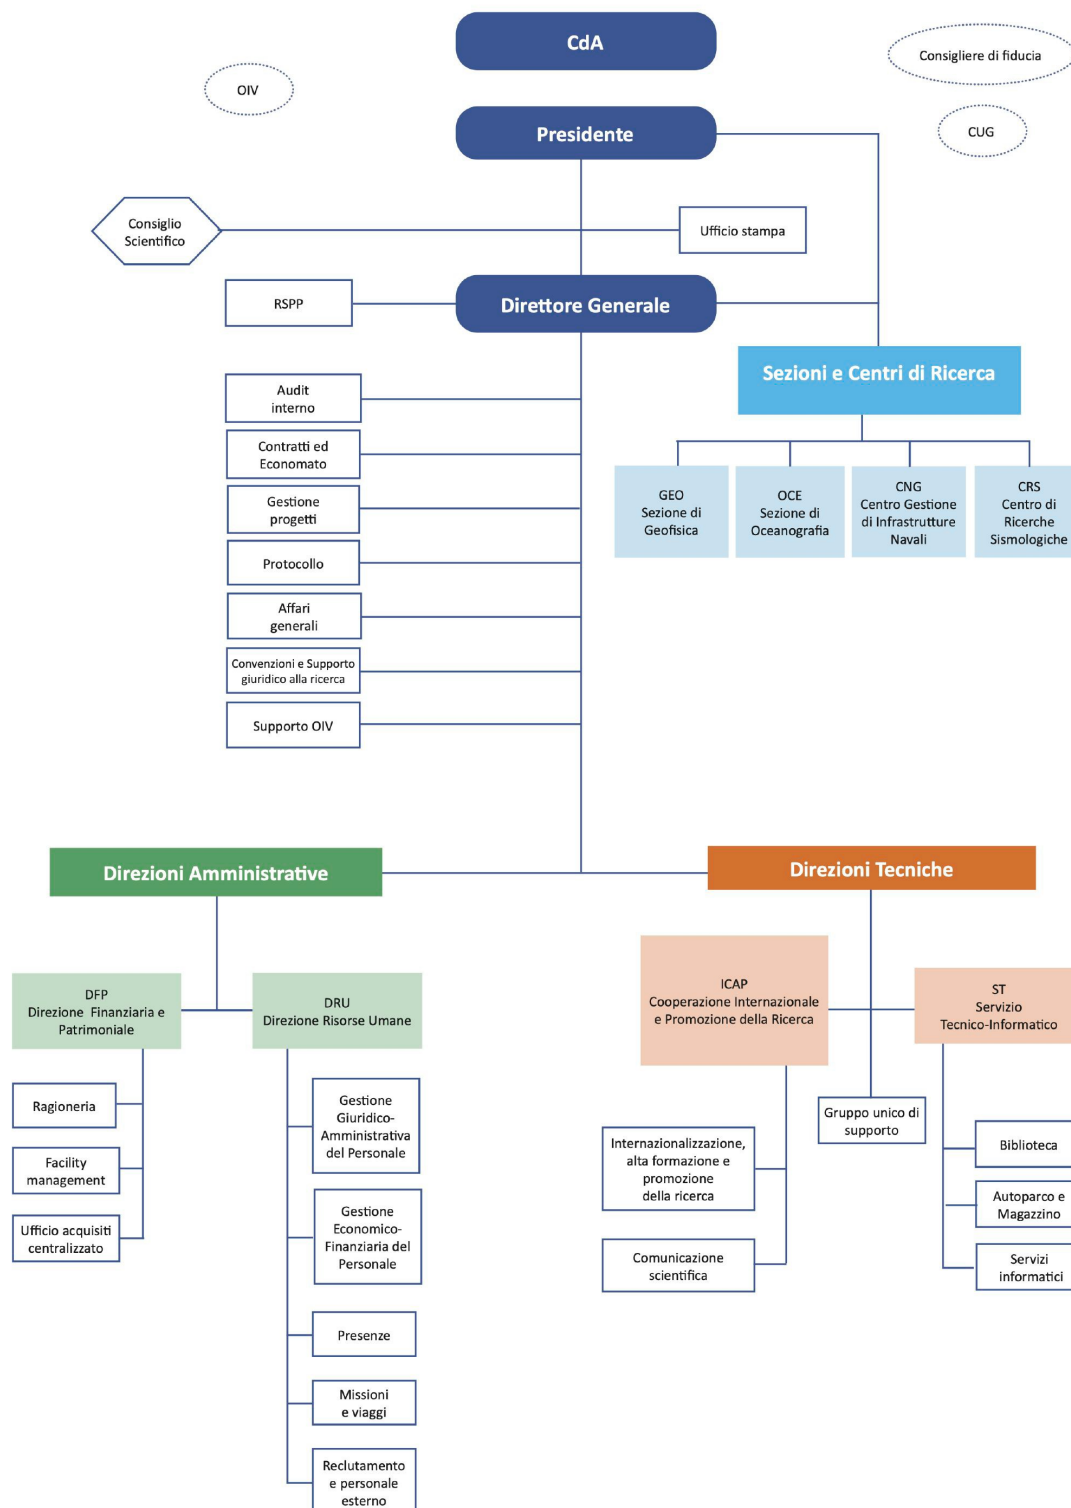 CdA
Consigliere di fiducia
OIV
CUG
Presidente
Consiglio
Scientifico
Ufficio stampa
RSPP
Direttore Generale
Sezioni e Centri di Ricerca
Audit
interno
Contratti ed
Economato
Gestione
progetti
Protocollo
Affari
generali
Convenzioni e Supporto
giuridico alla ricerca
Supporto OIV
GEO
Sezione di
Geofisica
OCE
Sezione di
Oceanografia
CNG
Centro Gestione
di Infrastrutture
Navali
CRS
Centro di
Ricerche
Sismologiche
Direzioni Amministrative
Direzioni Tecniche
DFP
Direzione Finanziaria e
Patrimoniale
DRU
Direzione Risorse Umane
ICAP
Cooperazione Internazionale
e Promozione della Ricerca
ST
Servizio
Tecnico-Informatico
Ragioneria
Facility
management
Ufficio acquisiti
centralizzato
Gestione
Giuridico-
Amministrativa
del Personale
Gestione
Economico-
Finanziaria del
Personale
Presenze
Missioni
e viaggi
Reclutamento
e personale
esterno
Internazionalizzazione,
alta formazione e
promozione
della ricerca
Comunicazione
scientifica
Gruppo unico di
supporto
Biblioteca
Autoparco e
Magazzino
Servizi
informatici